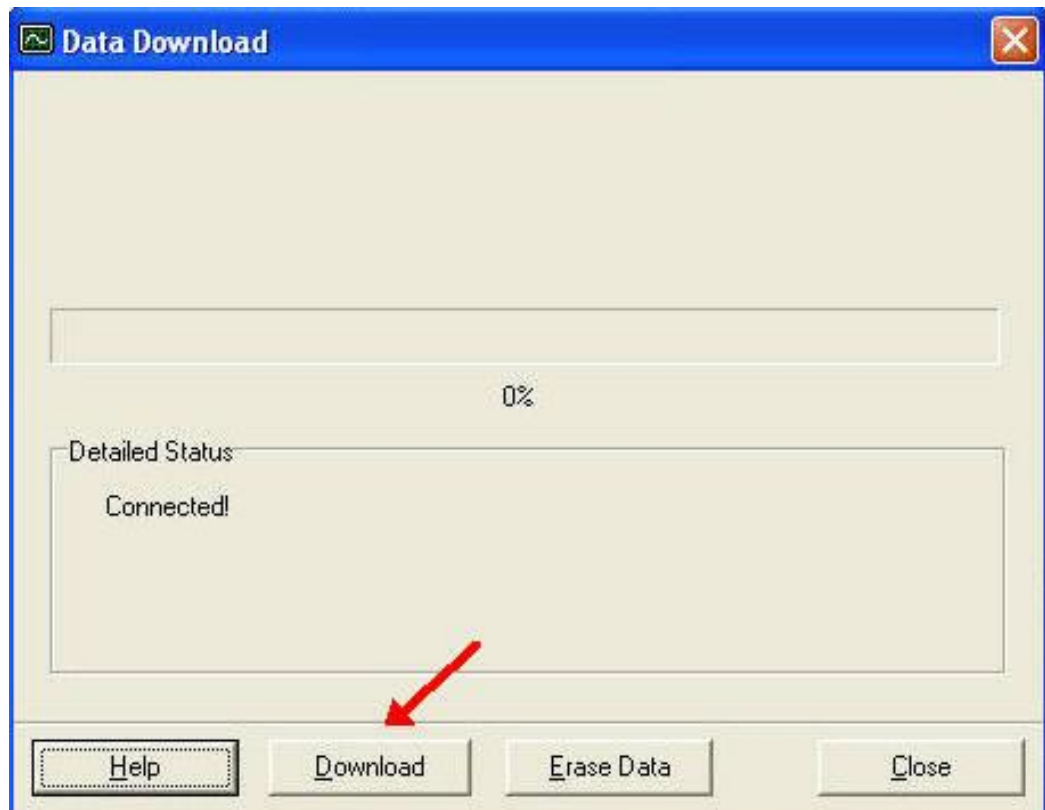 Data Download
0%
Detailed Status
Connected!
Help
Download
Erase Data
Close